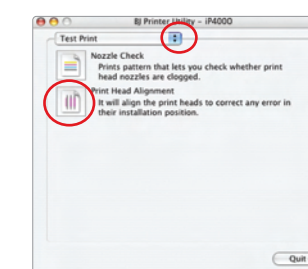 BJ Printer Utility – iP4000
Test Print
Nozzle Check
Prints pattern that lets you check whether print
head nozzles are clogged.
Print Head Alignment
It will align the print heads to correct any error in
their installation position.
Quit